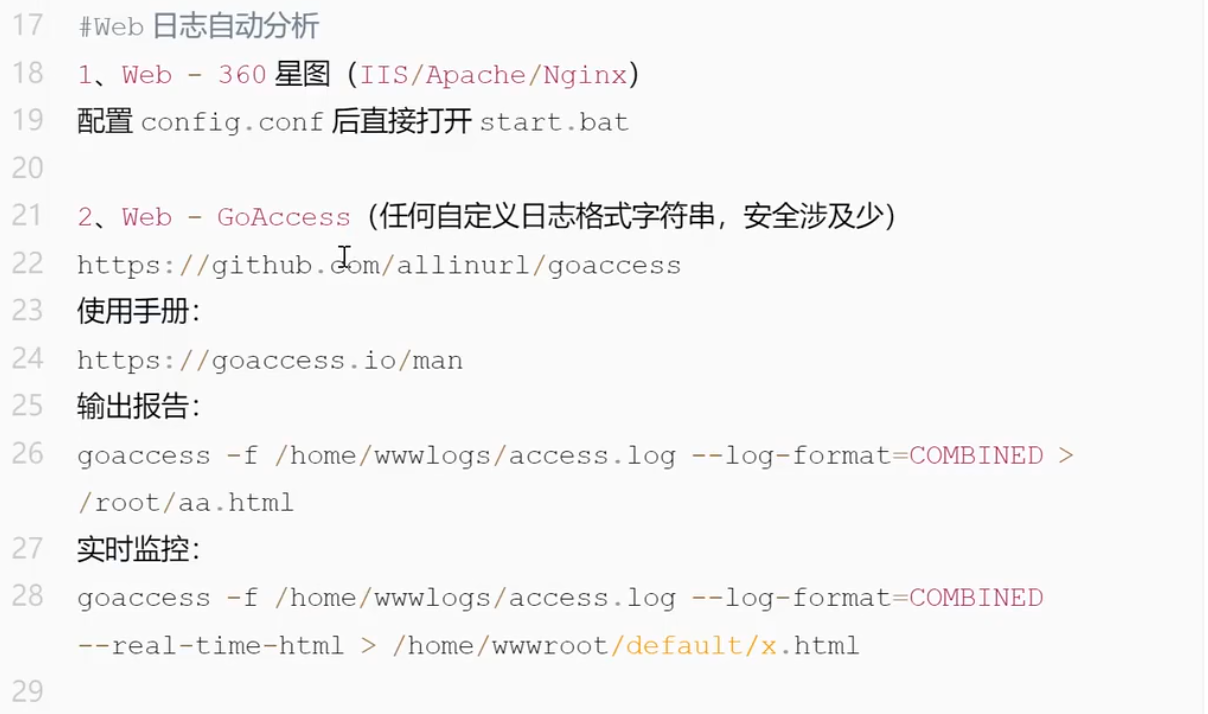 17 #Web 日志自动分析
18 1、Web - 360 星图（IIS/Apache/Nginx）
19 配置 config.conf 后直接打开 start.bat
20
21 2、Web - GoAccess（任何自定义日志格式字符串，安全涉及少）
22 https://github.com/allinurl/goaccess
23 使用手册：
24 https://goaccess.io/man
25 输出报告：
26 goaccess -f /home/wwwlogs/access.log --log-format=COMBINED >
/root/aa.html
27 实时监控：
28 goaccess -f /home/wwwlogs/access.log --log-format=COMBINED
--real-time-html > /home/wwwroot/default/x.html
29